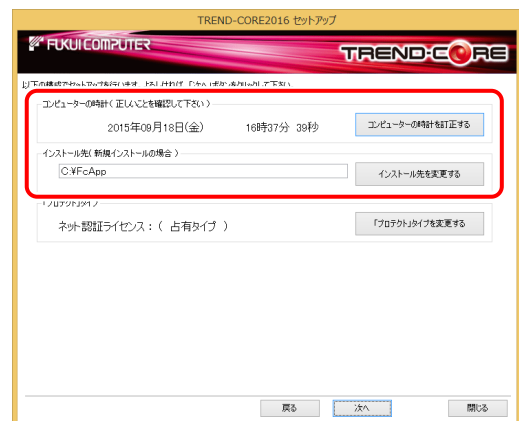 TREND-CORE2016 セットアップ
FUKUI COMPUTER
TREND-CORE
以下の構成でセットアップを行います。よろしければ、「次へ」ボタンをクリックして下さい。
コンピューターの時計( 正しいことを確認して下さい )
2015年09月18日(金) 16時37分 39秒 コンピューターの時計を訂正する
インストール先( 新規インストールの場合 )
C:¥FcApp インストール先を変更する
「プロテクト」タイプ
ネット認証ライセンス : ( 占有タイプ ) 「プロテクト」タイプを変更する
戻る 次へ 閉じる